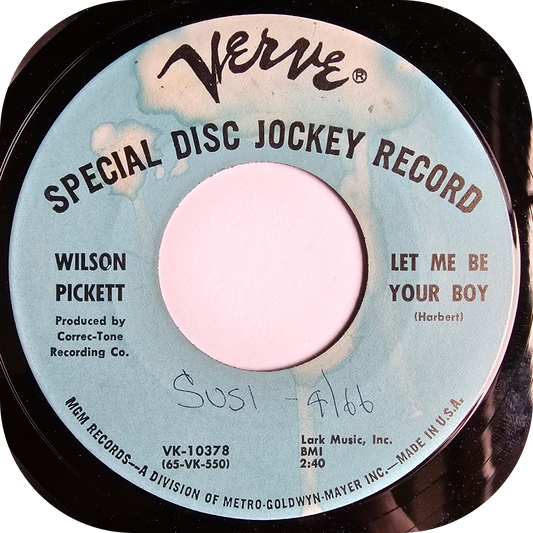 VERVE®
SPECIAL DISC JOCKEY RECORD
WILSON
PICKETT
Produced by
Correc-Tone
Recording Co.
LET ME BE
YOUR BOY
(Harbert)
SUSI - 4/66
VK-10378
(65-VK-550)
Lark Music, Inc.
BMI
2:40
MGM RECORDS—A DIVISION OF METRO-GOLDWYN-MAYER INC.—MADE IN U.S.A.